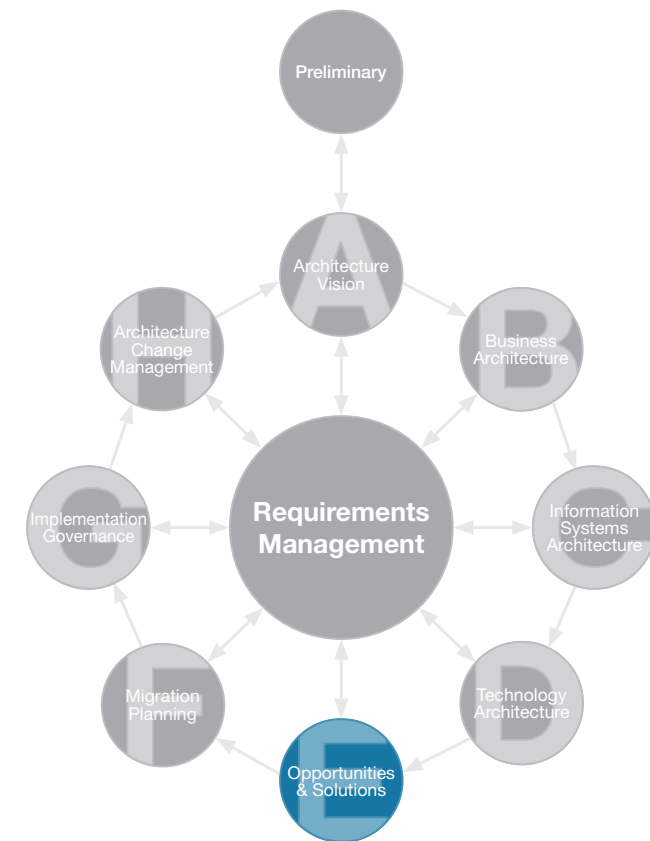 Preliminary
A
Architecture
Vision
B
Business
Architecture
C
Information
Systems
Architecture
D
Technology
Architecture
E
Opportunities
& Solutions
F
Migration
Planning
G
Implementation
Governance
H
Architecture
Change
Management
Requirements
Management